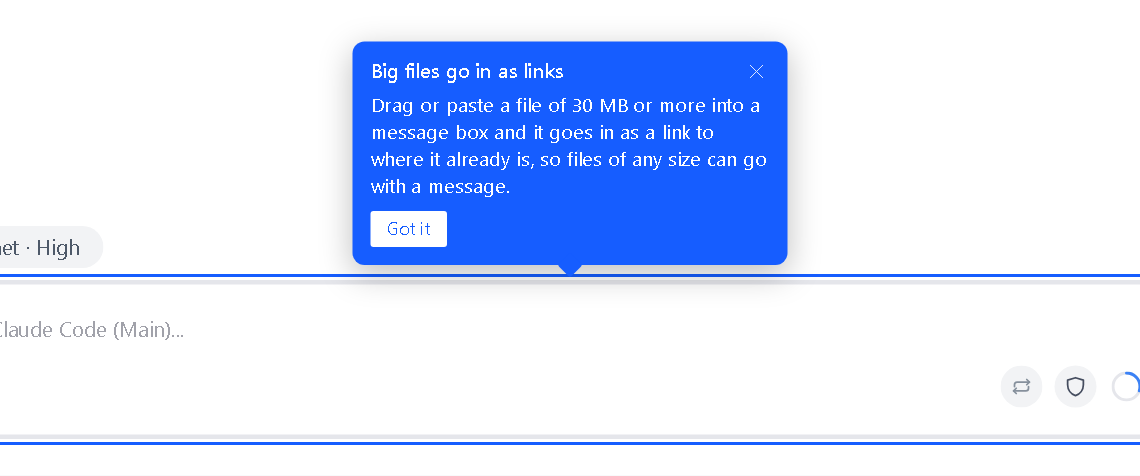 Big files go in as links
Drag or paste a file of 30 MB or more into a
message box and it goes in as a link to
where it already is, so files of any size can go
with a message.
Got it
· High
Claude Code (Main)...